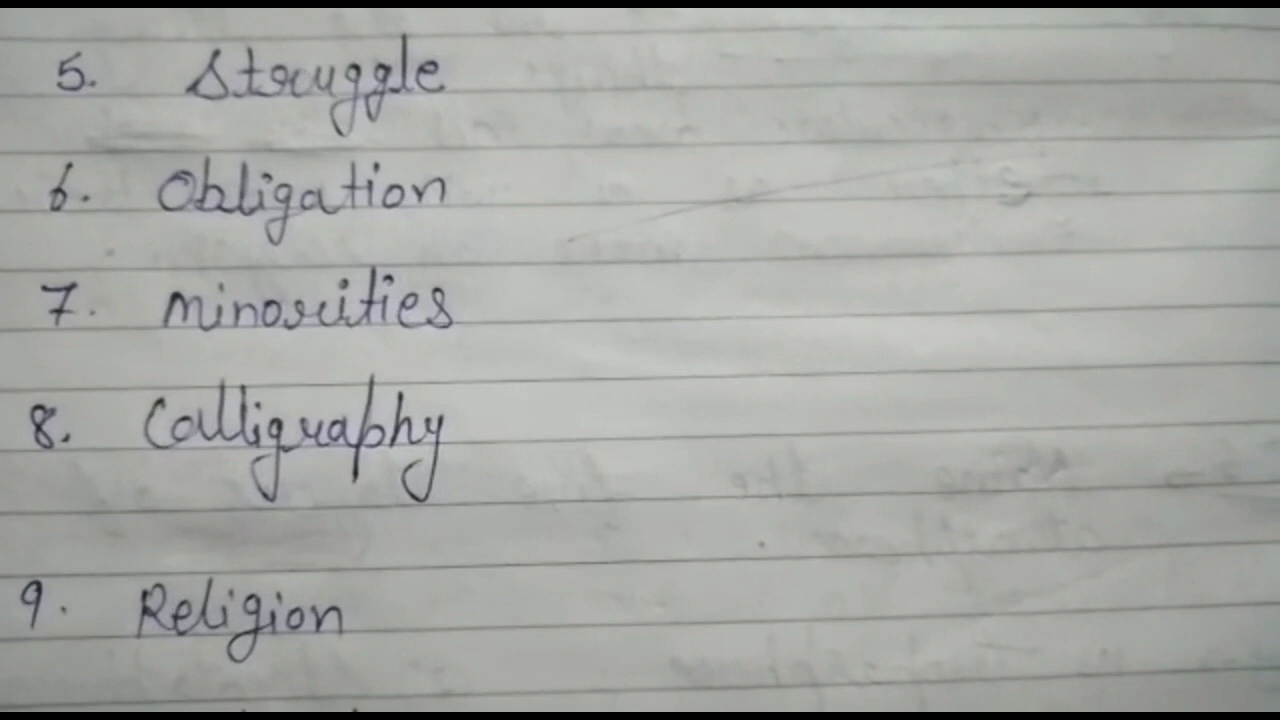 5. Struggle
6. Obligation
7. minorities
8. Calligraphy
9. Religion